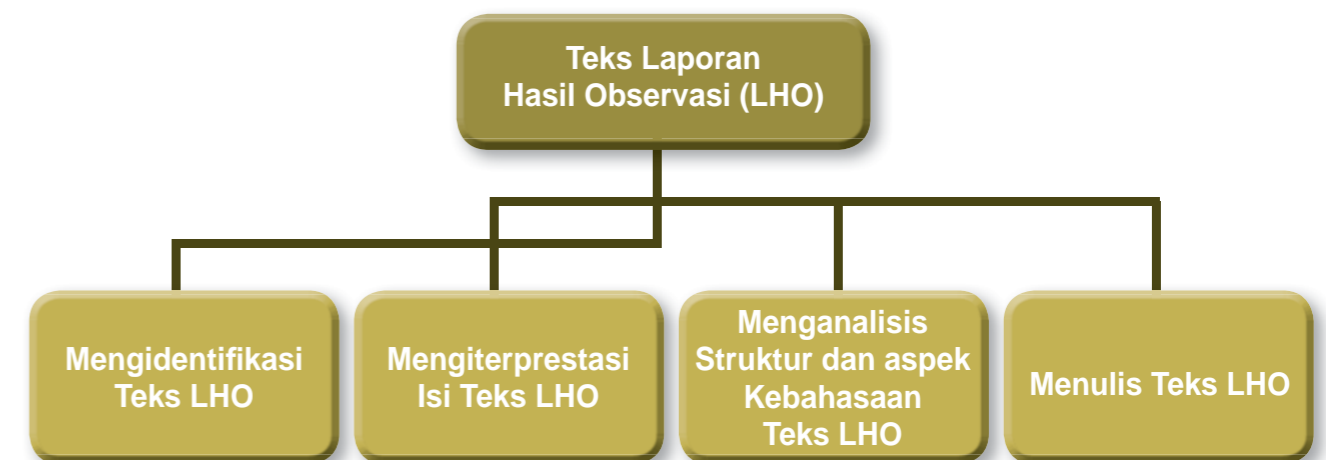 Teks Laporan
Hasil Observasi (LHO)
Mengidentifikasi
Teks LHO
Mengiterprestasi
Isi Teks LHO
Menganalisis
Struktur dan aspek
Kebahasaan
Teks LHO
Menulis Teks LHO